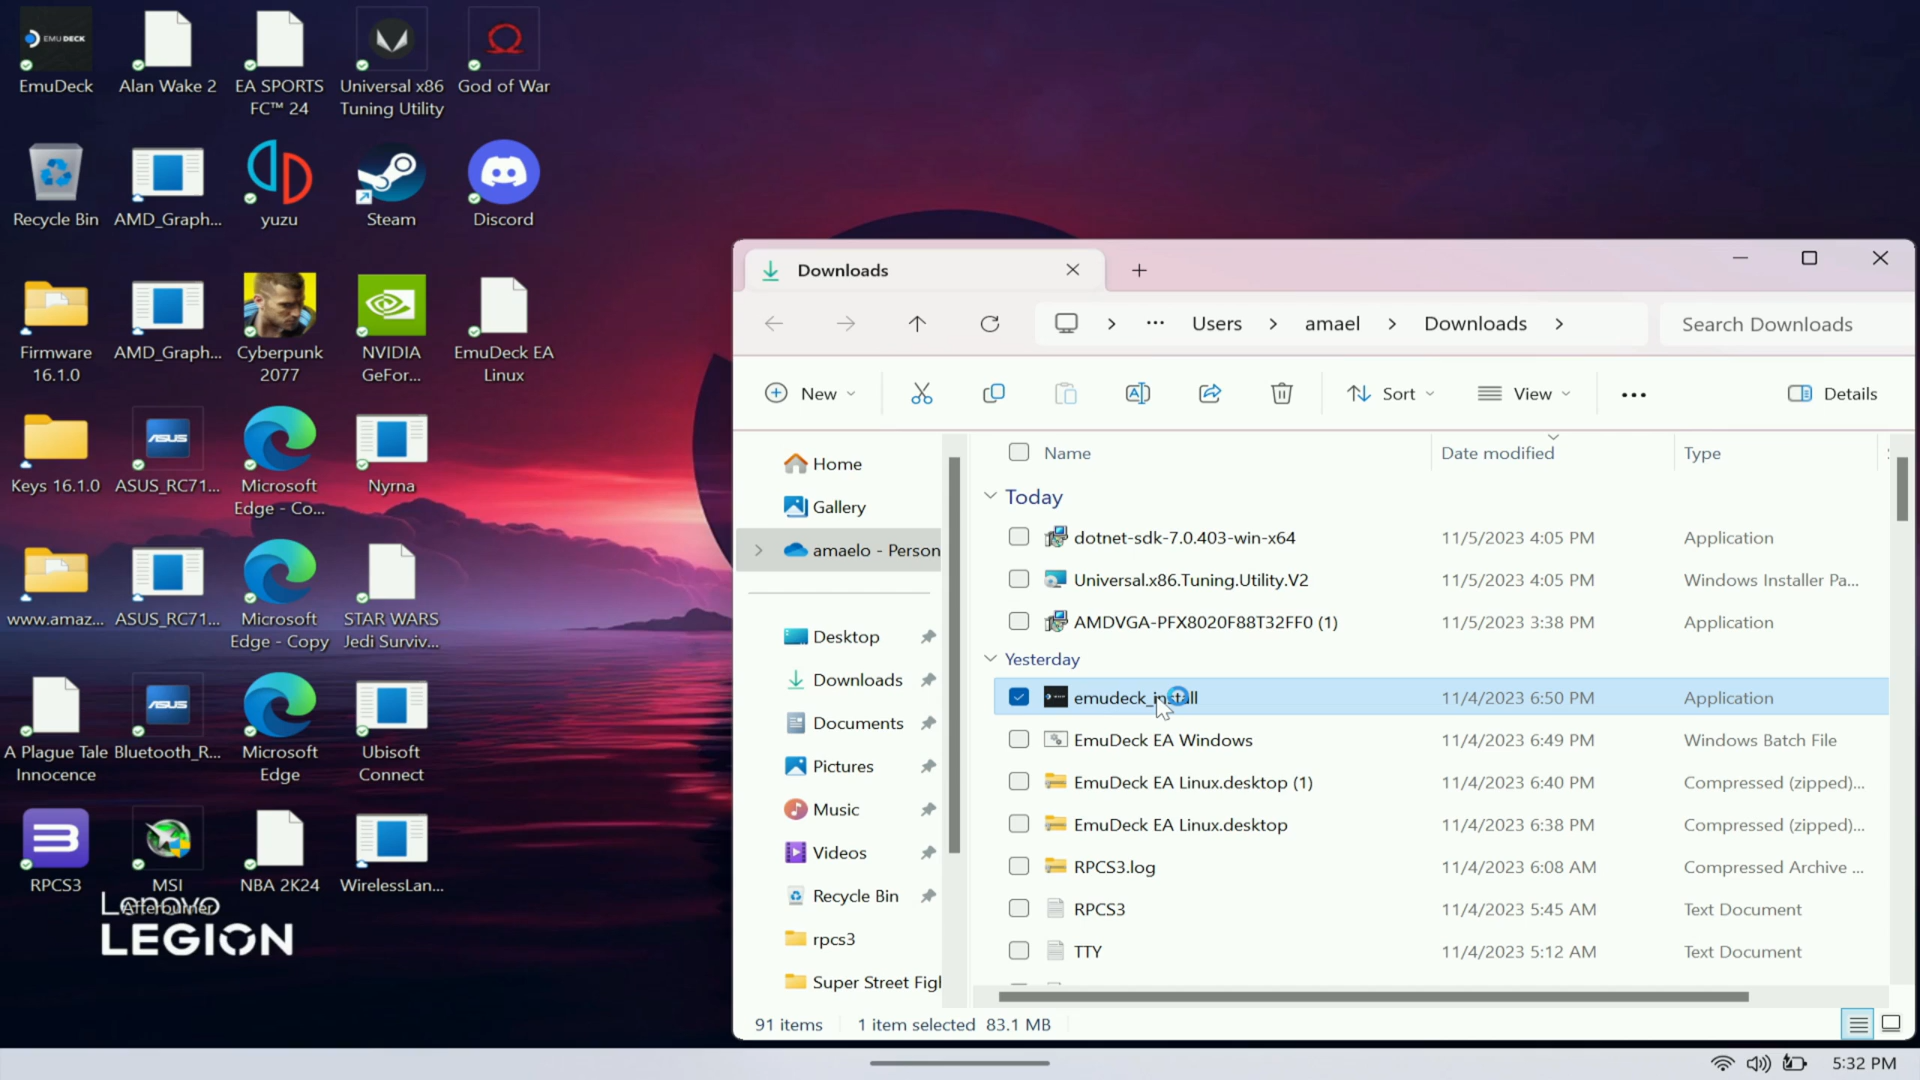 EMU DECK
EmuDeck
Alan Wake 2
EA SPORTS
FC™ 24
Universal x86
Tuning Utility
God of War
Recycle Bin
AMD_Graph...
yuzu
Steam
Discord
Firmware
16.1.0
AMD_Graph...
Cyberpunk
2077
NVIDIA
GeFor...
EmuDeck EA
Linux
Keys 16.1.0
ASUS
ASUS_RC71...
Microsoft
Edge - Co...
Nyrna
www.amaz...
ASUS_RC71...
Microsoft
Edge - Copy
STAR WARS
Jedi Surviv...
A Plague Tale
Innocence
ASUS
Bluetooth_R...
Microsoft
Edge
Ubisoft
Connect
RPCS3
MSI
Afterburner
NBA 2K24
WirelessLan...
Lenovo
LEGION
Downloads
Users
amael
Downloads
Search Downloads
New
Sort
View
Details
Home
Gallery
amaelo - Person
Desktop
Downloads
Documents
Pictures
Music
Videos
Recycle Bin
rpcs3
Super Street Figl
Name Date modified Type
Today
dotnet-sdk-7.0.403-win-x64 11/5/2023 4:05 PM Application
Universal.x86.Tuning.Utility.V2 11/5/2023 4:05 PM Windows Installer Pa...
AMDVGA-PFX8020F88T32FF0 (1) 11/5/2023 3:38 PM Application
Yesterday
emudeck_install 11/4/2023 6:50 PM Application
EmuDeck EA Windows 11/4/2023 6:49 PM Windows Batch File
EmuDeck EA Linux.desktop (1) 11/4/2023 6:40 PM Compressed (zipped)...
EmuDeck EA Linux.desktop 11/4/2023 6:38 PM Compressed (zipped)...
RPCS3.log 11/4/2023 6:08 AM Compressed Archive ...
RPCS3 11/4/2023 5:45 AM Text Document
TTY 11/4/2023 5:12 AM Text Document
91 items 1 item selected 83.1 MB
5:32 PM